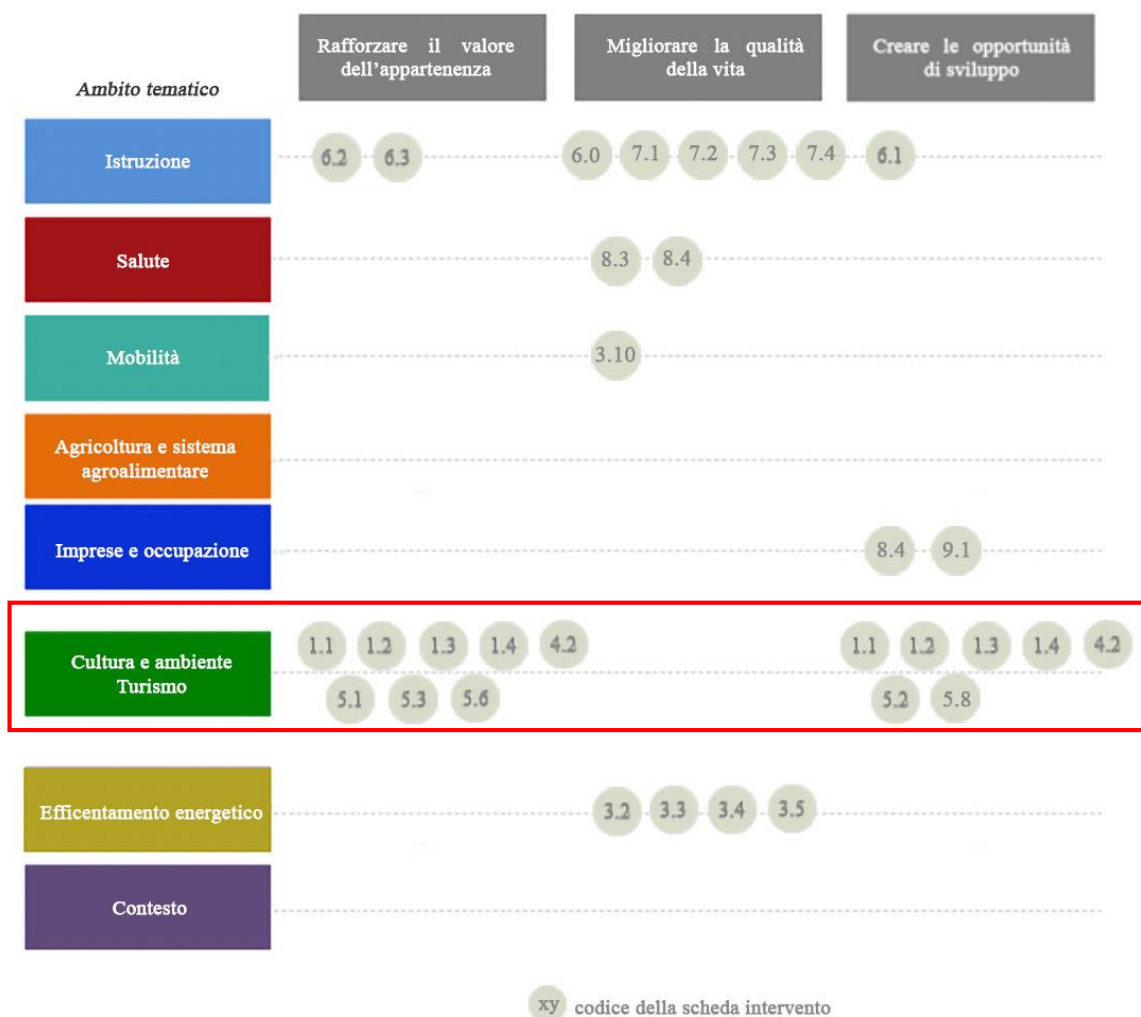 Rafforzare il valore
dell'appartenenza
Migliorare la qualità
della vita
Creare le opportunità
di sviluppo
Ambito tematico
Istruzione
6.2 6.3 6.0 7.1 7.2 7.3 7.4 6.1
Salute
8.3 8.4
Mobilità
3.10
Agricoltura e sistema
agroalimentare
Imprese e occupazione
8.4 9.1
Cultura e ambiente
Turismo
1.1 1.2 1.3 1.4 4.2 1.1 1.2 1.3 1.4 4.2
5.1 5.3 5.6 5.2 5.8
Efficentamento energetico
3.2 3.3 3.4 3.5
Contesto
xy codice della scheda intervento